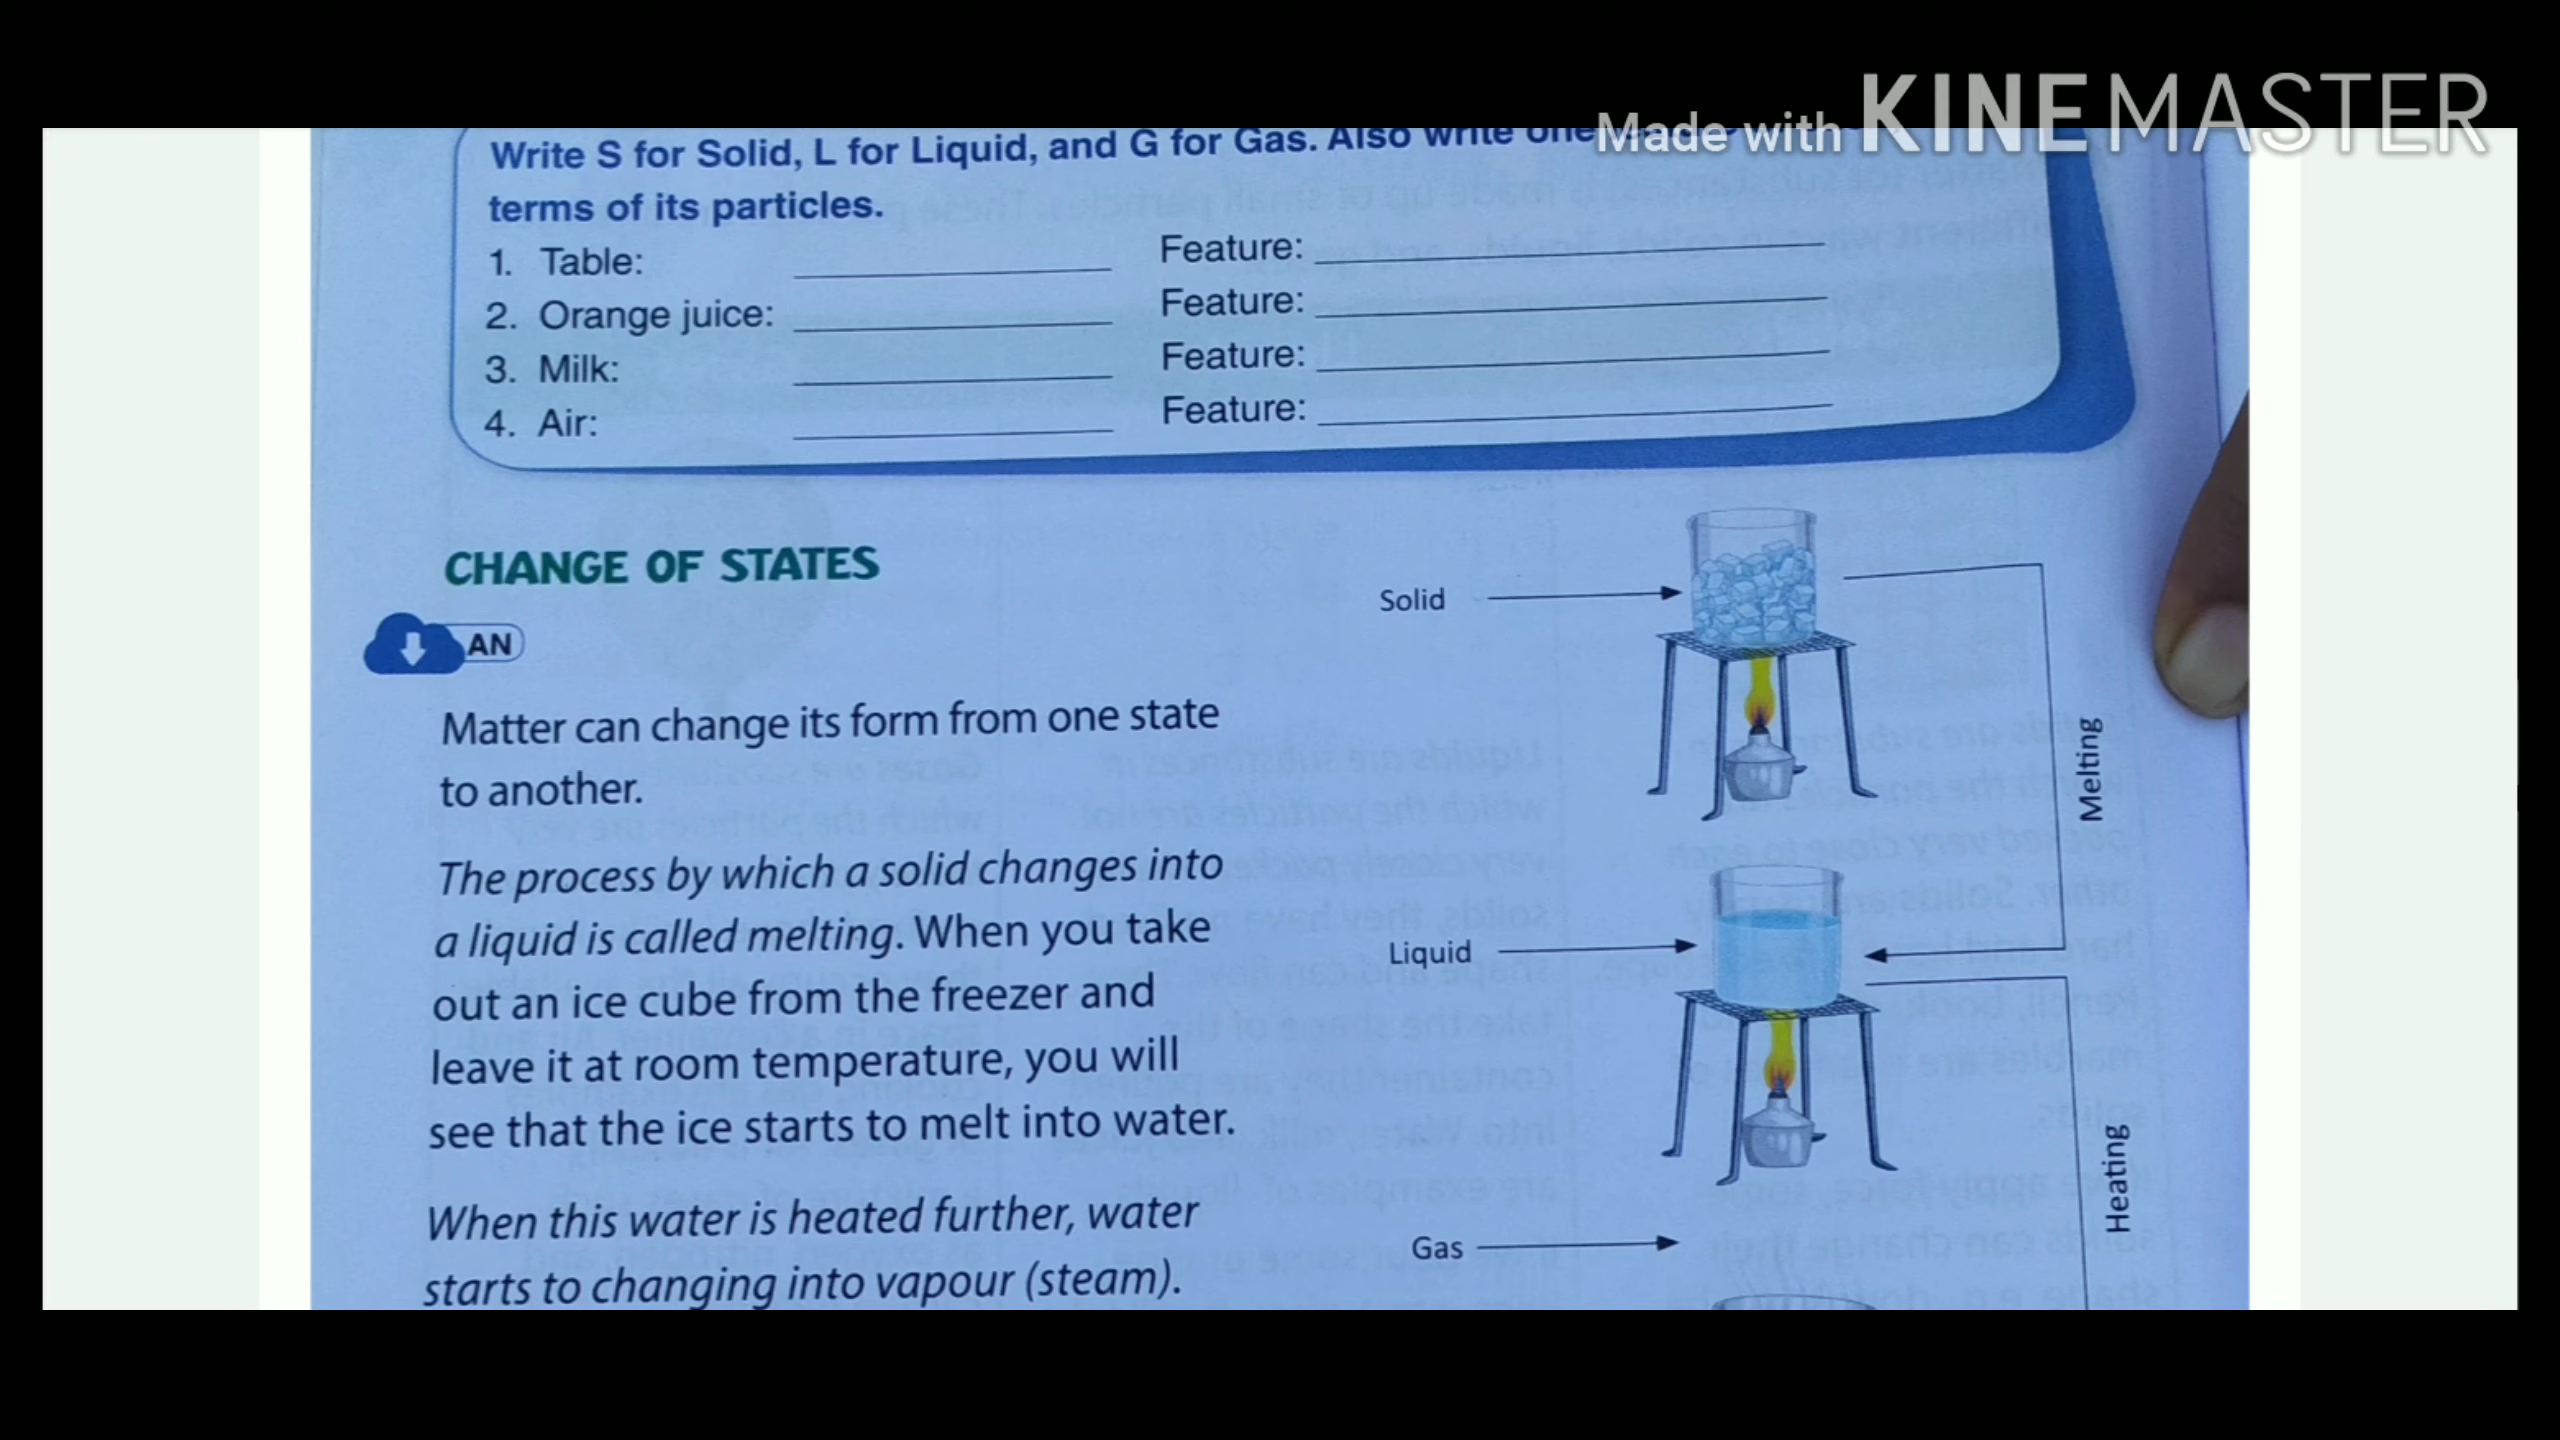 Made with KINEMASTER
Write S for Solid, L for Liquid, and G for Gas. Also write one
terms of its particles.
1. Table: Feature:
2. Orange juice: Feature:
3. Milk: Feature:
4. Air: Feature:
CHANGE OF STATES
AN
Matter can change its form from one state
to another.
The process by which a solid changes into
a liquid is called melting. When you take
out an ice cube from the freezer and
leave it at room temperature, you will
see that the ice starts to melt into water.
When this water is heated further, water
starts to changing into vapour (steam).
Solid
Melting
Liquid
Heating
Gas